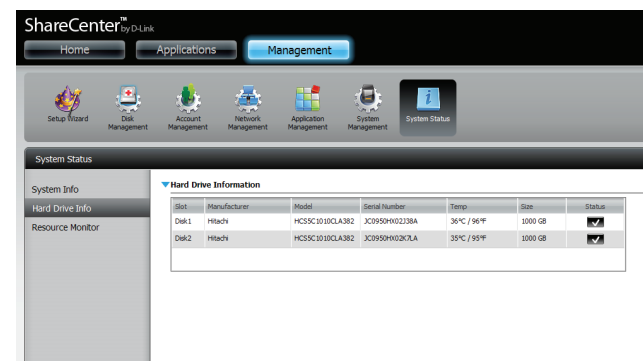 ShareCenter™ by D-Link
Home Applications Management
Setup Wizard Disk Management Account Management Network Management Application Management System Management System Status
System Status
System Info
Hard Drive Info
Resource Monitor
Hard Drive Information
Slot Manufacturer Model Serial Number Temp Size Status
Disk1 Hitachi HCS5C1010CLA382 JC0950HX02J38A 36°C / 96°F 1000 GB
Disk2 Hitachi HCS5C1010CLA382 JC0950HX02K7LA 35°C / 95°F 1000 GB